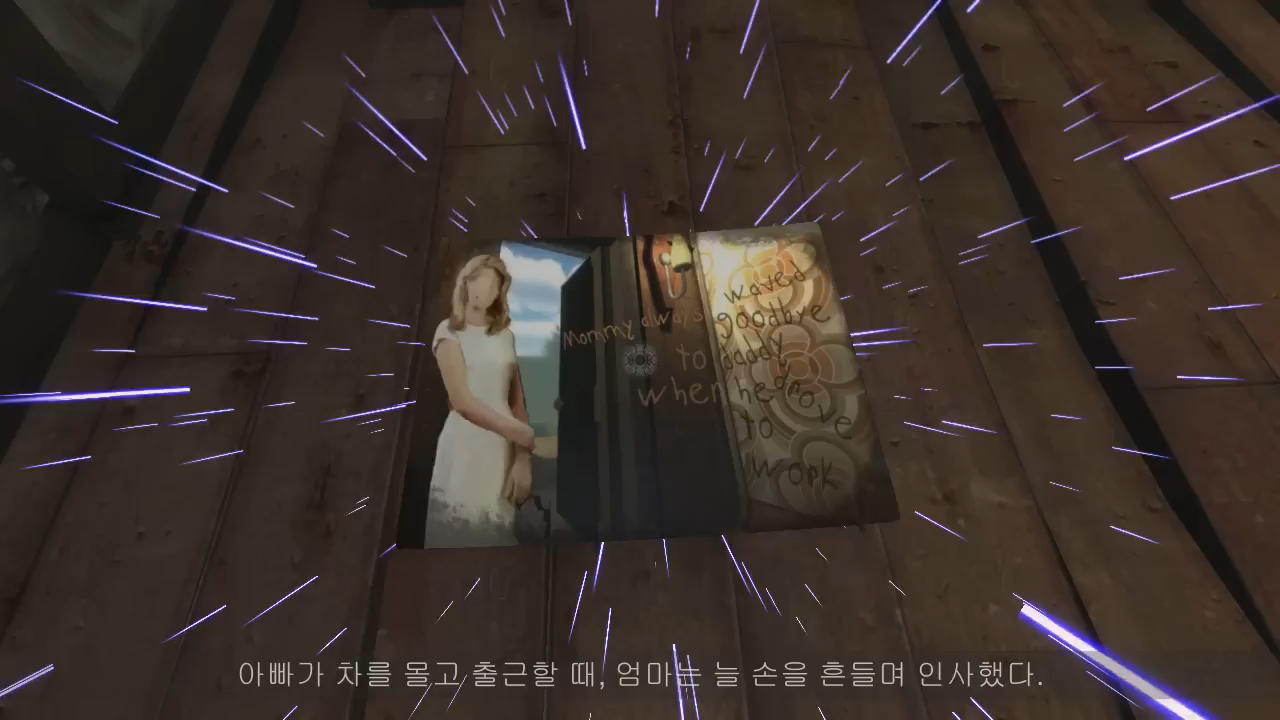 Mommy always waved
goodbye
to daddy
when he drove
to
work
아빠가 차를 몰고 출근할 때, 엄마는 늘 손을 흔들며 인사했다.